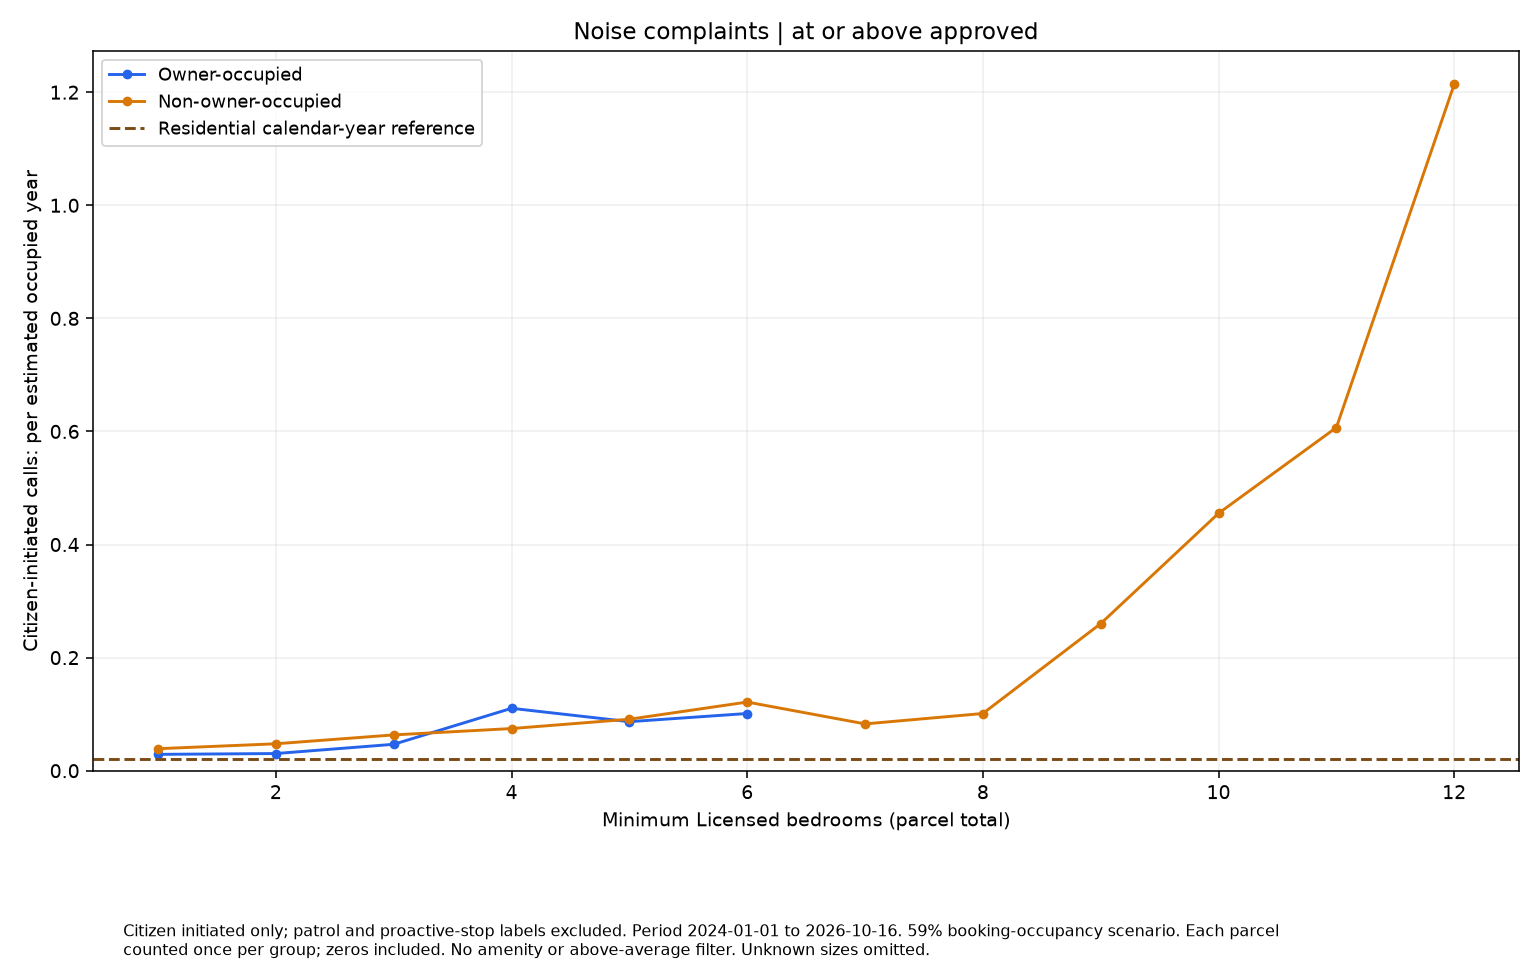 Noise complaints | at or above approved
Owner-occupied
Non-owner-occupied
Residential calendar-year reference
Citizen-initiated calls: per estimated occupied year
1.2
1.0
0.8
0.6
0.4
0.2
0.0
2
4
6
8
10
12
Minimum Licensed bedrooms (parcel total)
Citizen initiated only; patrol and proactive-stop labels excluded. Period 2024-01-01 to 2026-10-16. 59% booking-occupancy scenario. Each parcel
counted once per group; zeros included. No amenity or above-average filter. Unknown sizes omitted.